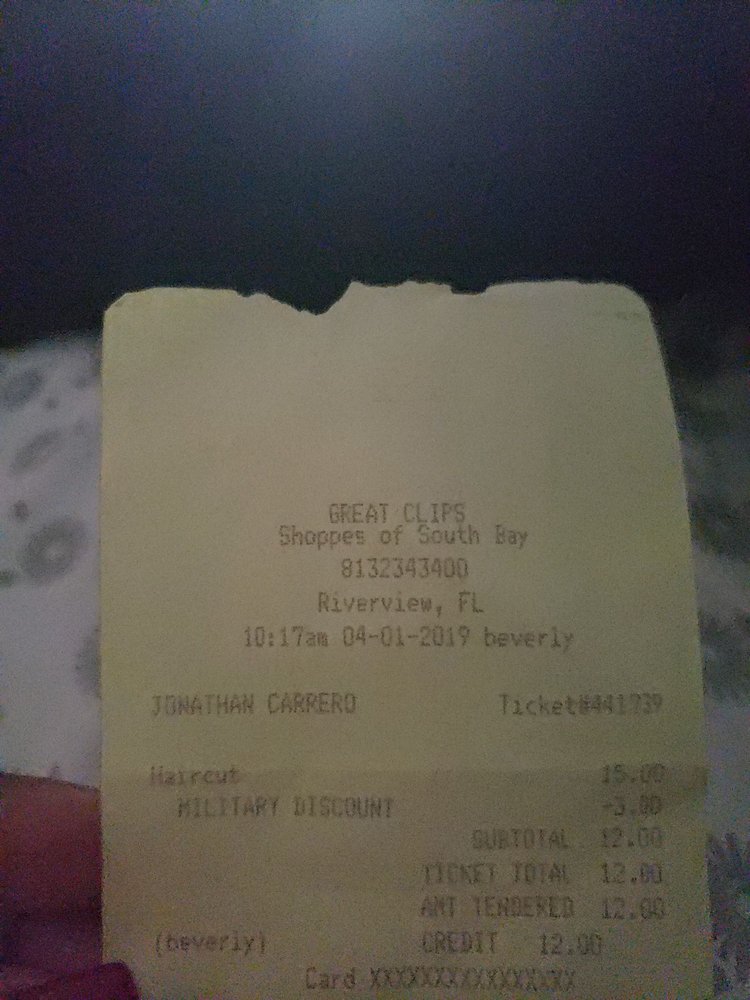 GREAT CLIPS
Shoppes of South Bay
8132343400
Riverview, FL
10:17am 04-01-2019 beverly
JONATHAN CARRERO Ticket#441739
Haircut 15.00
MILITARY DISCOUNT -3.00
SUBTOTAL 12.00
TICKET TOTAL 12.00
AMT TENDERED 12.00
(beverly) CREDIT 12.00
Card XXXXXXXXXXXXXXXX